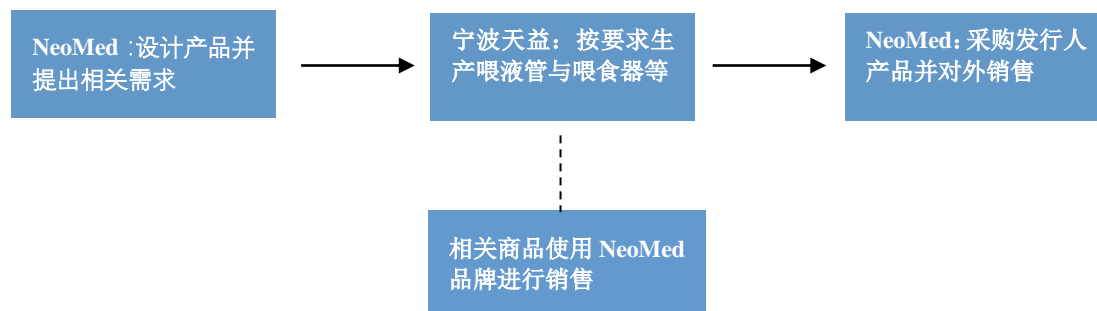 NeoMed：设计产品并
提出相关需求
宁波天益：按要求生
产喂液管与喂食器等
NeoMed：采购发行人
产品并对外销售
相关商品使用 NeoMed
品牌进行销售